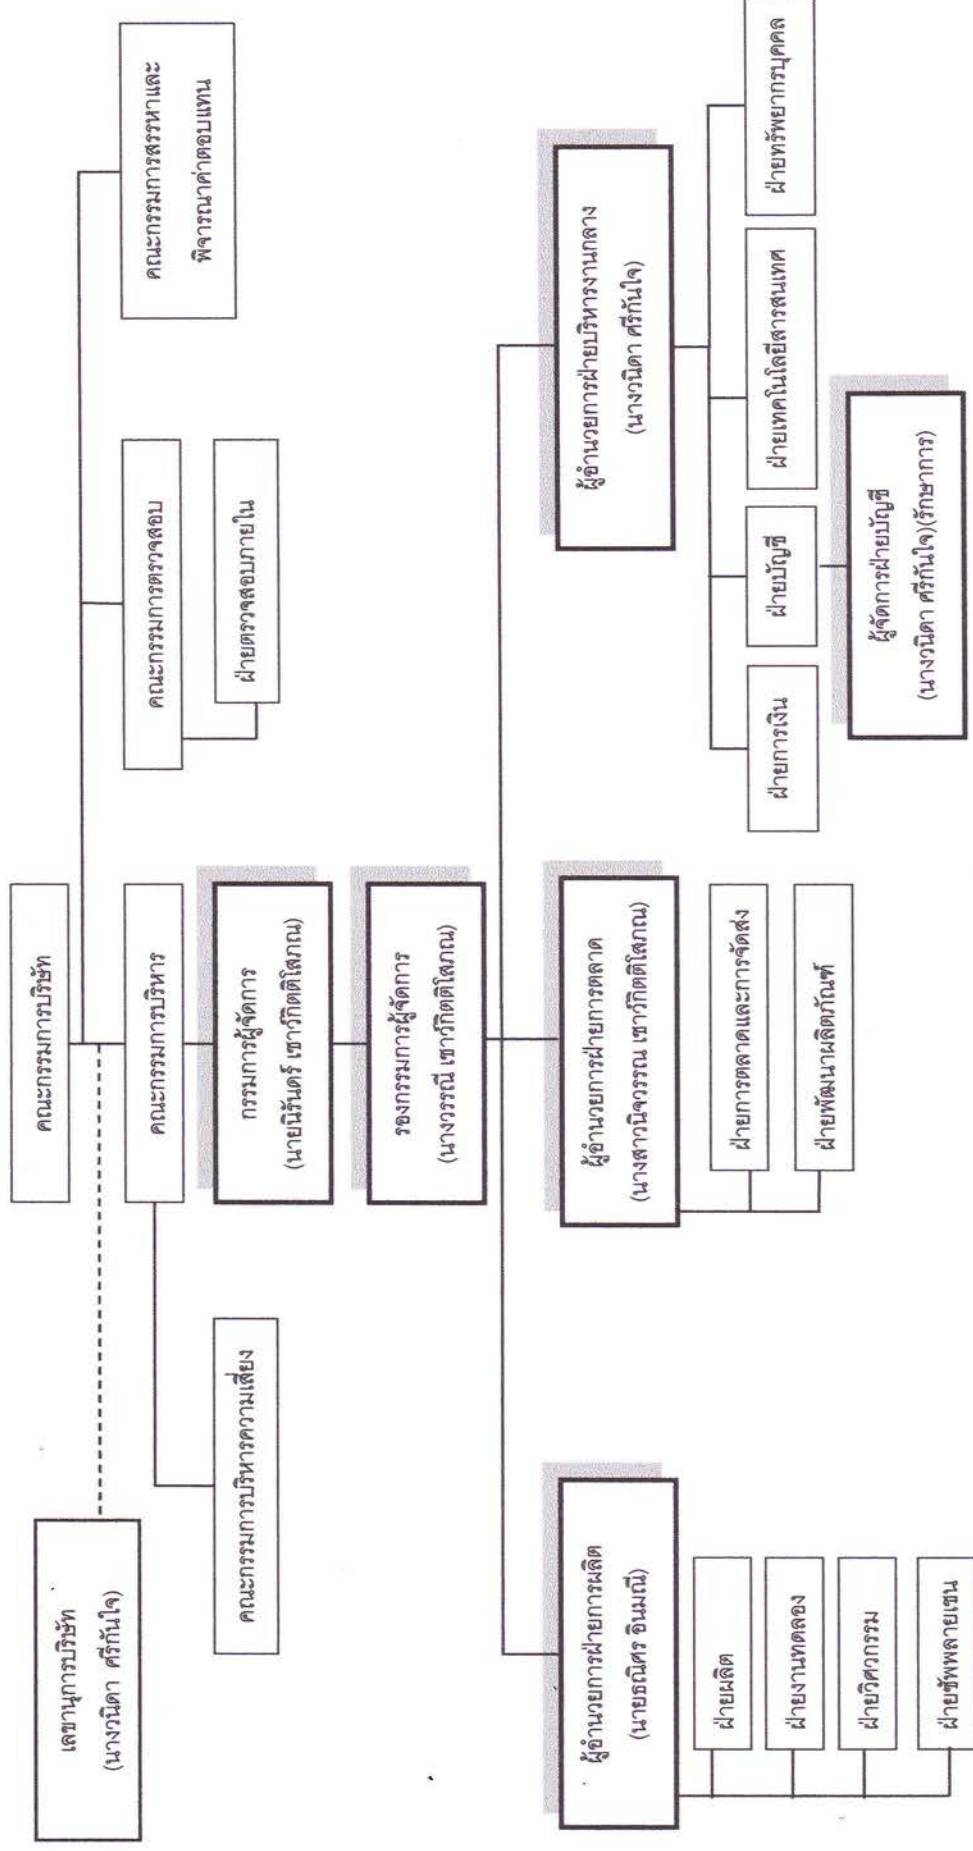 คณะกรรมการบริษัท
เลขานุการบริษัท
(นางวนิดา ศรีกันใจ)
คณะกรรมการบริหาร
คณะกรรมการตรวจสอบ
คณะกรรมการสรรหาและ
พิจารณาค่าตอบแทน
คณะกรรมการบริหารความเสี่ยง
กรรมการผู้จัดการ
(นายนิรันดร์ เชาว์กิตติโสภณ)
ฝ่ายตรวจสอบภายใน
รองกรรมการผู้จัดการ
(นางวรรณี เชาว์กิตติโสภณ)
ผู้อำนวยการฝ่ายการผลิต
(นายธณิศร อินมณี)
ฝ่ายผลิต
ฝ่ายงานทดลอง
ฝ่ายวิศวกรรม
ฝ่ายซัพพลายเชน
ผู้อำนวยการฝ่ายการตลาด
(นางสาวนิจวรรณ เชาว์กิตติโสภณ)
ฝ่ายการตลาดและการจัดส่ง
ฝ่ายพัฒนาผลิตภัณฑ์
ผู้อำนวยการฝ่ายบริหารงานกลาง
(นางวนิดา ศรีกันใจ)
ฝ่ายการเงิน
ฝ่ายบัญชี
ฝ่ายเทคโนโลยีสารสนเทศ
ฝ่ายทรัพยากรบุคคล
ผู้จัดการฝ่ายบัญชี
(นางวนิดา ศรีกันใจ)(รักษาการ)